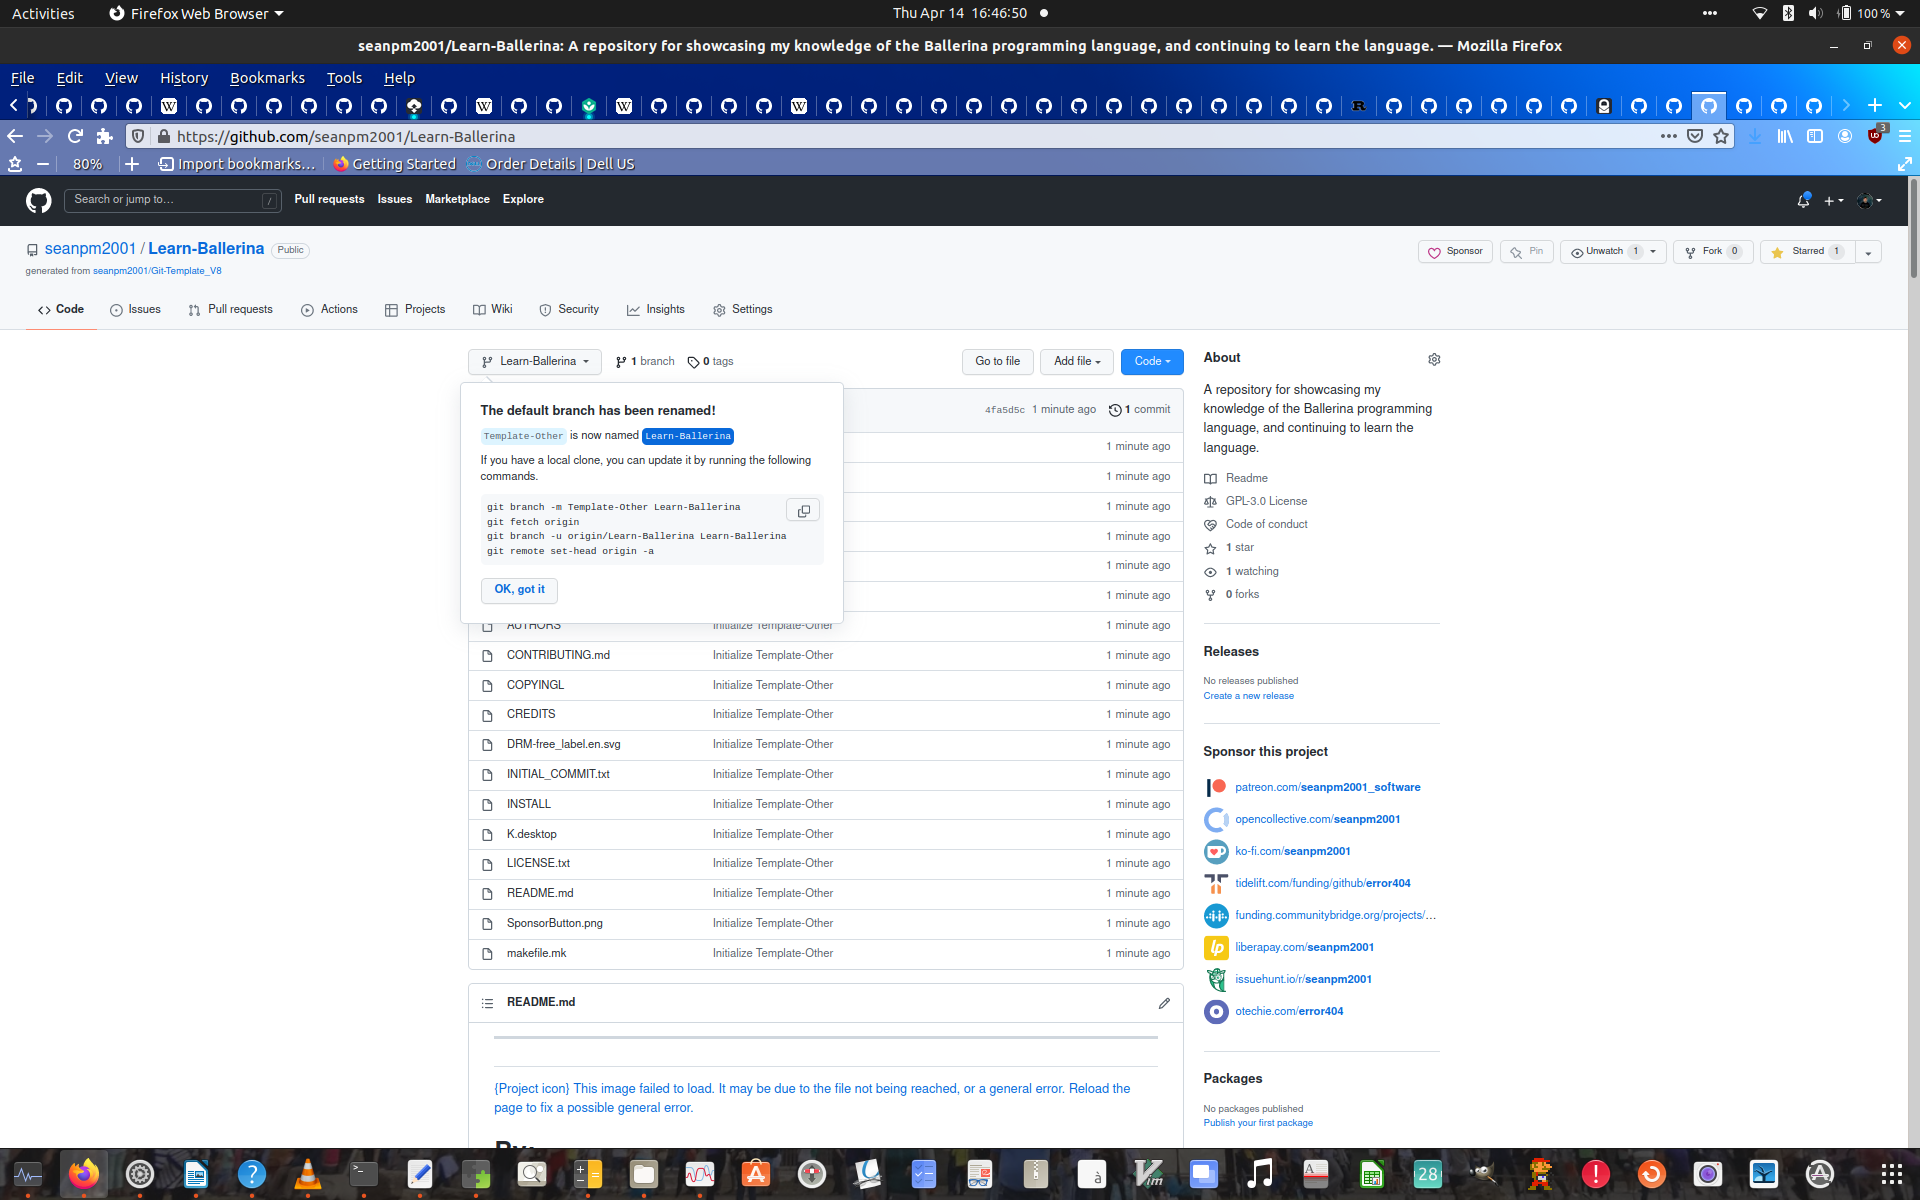 Activities
Firefox Web Browser
Thu Apr 14 16:46:50
100 %
seanpm2001/Learn-Ballerina: A repository for showcasing my knowledge of the Ballerina programming language, and continuing to learn the language. — Mozilla Firefox
File Edit View History Bookmarks Tools Help
https://github.com/seanpm2001/Learn-Ballerina
3
80%
Import bookmarks…
Getting Started
Order Details | Dell US
Search or jump to…
/
Pull requests Issues Marketplace Explore
seanpm2001 / Learn-Ballerina Public
generated from seanpm2001/Git-Template_V8
Sponsor
Pin
Unwatch 1
Fork 0
Starred 1
Code Issues Pull requests Actions Projects Wiki Security Insights Settings
Learn-Ballerina
1 branch
0 tags
Go to file
Add file
Code
The default branch has been renamed!
Template-Other is now named Learn-Ballerina
If you have a local clone, you can update it by running the following
commands.
git branch -m Template-Other Learn-Ballerina
git fetch origin
git branch -u origin/Learn-Ballerina Learn-Ballerina
git remote set-head origin -a
OK, got it
4fa5d5c 1 minute ago 1 commit
1 minute ago
1 minute ago
1 minute ago
1 minute ago
1 minute ago
1 minute ago
AUTHORS Initialize Template-Other 1 minute ago
CONTRIBUTING.md Initialize Template-Other 1 minute ago
COPYINGL Initialize Template-Other 1 minute ago
CREDITS Initialize Template-Other 1 minute ago
DRM-free_label.en.svg Initialize Template-Other 1 minute ago
INITIAL_COMMIT.txt Initialize Template-Other 1 minute ago
INSTALL Initialize Template-Other 1 minute ago
K.desktop Initialize Template-Other 1 minute ago
LICENSE.txt Initialize Template-Other 1 minute ago
README.md Initialize Template-Other 1 minute ago
SponsorButton.png Initialize Template-Other 1 minute ago
makefile.mk Initialize Template-Other 1 minute ago
README.md
{Project icon} This image failed to load. It may be due to the file not being reached, or a general error. Reload the
page to fix a possible general error.
About
A repository for showcasing my
knowledge of the Ballerina programming
language, and continuing to learn the
language.
Readme
GPL-3.0 License
Code of conduct
1 star
1 watching
0 forks
Releases
No releases published
Create a new release
Sponsor this project
patreon.com/seanpm2001_software
opencollective.com/seanpm2001
ko-fi.com/seanpm2001
tidelift.com/funding/github/error404
funding.communitybridge.org/projects/…
liberapay.com/seanpm2001
issuehunt.io/r/seanpm2001
otechie.com/error404
Packages
No packages published
Publish your first package
28